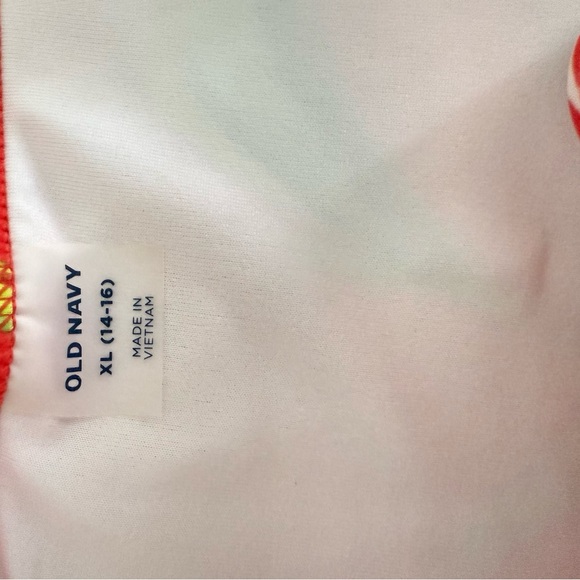 OLD NAVY
XL (14-16)
MADE IN
VIETNAM